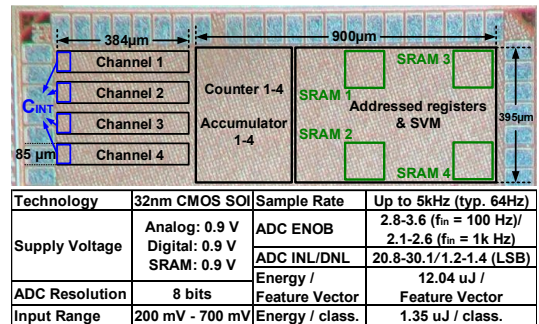 384µm
900µm
Channel 1
Channel 2
Channel 3
Channel 4
CINT
85 µm
Counter 1-4
Accumulator
1-4
SRAM 3
SRAM 1
Addressed registers
& SVM
SRAM 2
SRAM 4
395µm
Technology 32nm CMOS SOI Sample Rate Up to 5kHz (typ. 64Hz)
Supply Voltage Analog: 0.9 V Digital: 0.9 V SRAM: 0.9 V ADC ENOB 2.8-3.6 (fin = 100 Hz)/ 2.1-2.6 (fin = 1k Hz)
ADC INL/DNL 20.8-30.1/1.2-1.4 (LSB)
ADC Resolution 8 bits Energy / Feature Vector 12.04 uJ / Feature Vector
Input Range 200 mV - 700 mV Energy / class. 1.35 uJ / class.